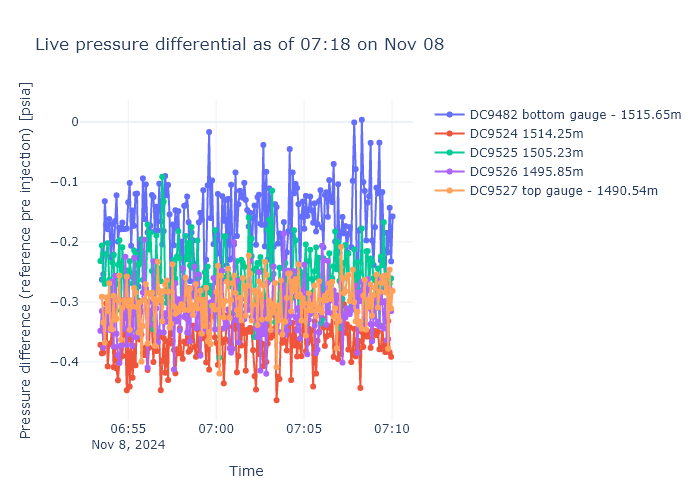 Live pressure differential as of 07:18 on Nov 08
Pressure difference (reference pre injection) [psia]
0
−0.1
−0.2
−0.3
−0.4
06:55
Nov 8, 2024
07:00
07:05
07:10
Time
DC9482 bottom gauge - 1515.65m
DC9524 1514.25m
DC9525 1505.23m
DC9526 1495.85m
DC9527 top gauge - 1490.54m